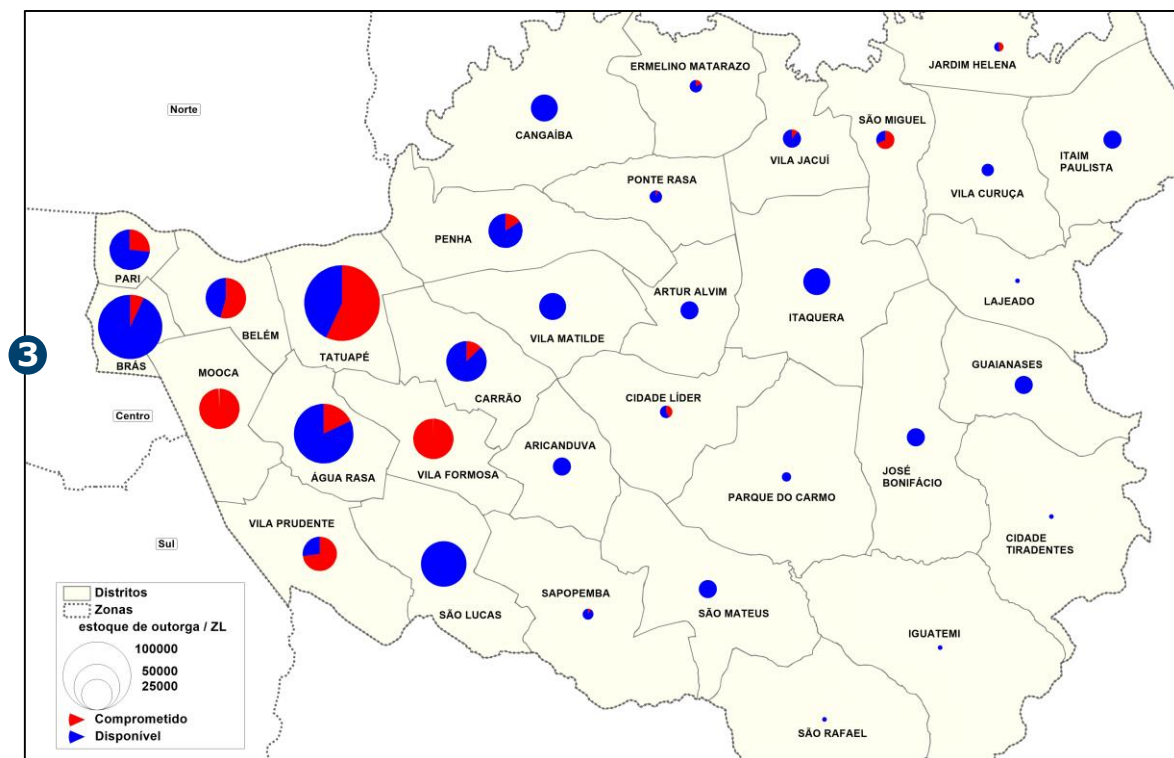 Norte
ERMELINO MATARAZO
JARDIM HELENA
CANGAÍBA
SÃO MIGUEL
VILA JACUÍ
ITAIM
PAULISTA
PONTE RASA
VILA CURUÇA
PENHA
PARI
BELÉM
TATUAPÉ
ARTUR ALVIM
VILA MATILDE
ITAQUERA
LAJEADO
3
BRÁS
MOOCA
CARRÃO
CIDADE LÍDER
GUAIANASES
Centro
ÁGUA RASA
VILA FORMOSA
ARICANDUVA
PARQUE DO CARMO
JOSÉ
BONIFÁCIO
VILA PRUDENTE
CIDADE
TIRADENTES
Sul
SÃO LUCAS
SAPOPEMBA
SÃO MATEUS
IGUATEMI
SÃO RAFAEL
Distritos
Zonas
estoque de outorga / ZL
100000
50000
25000
Comprometido
Disponível